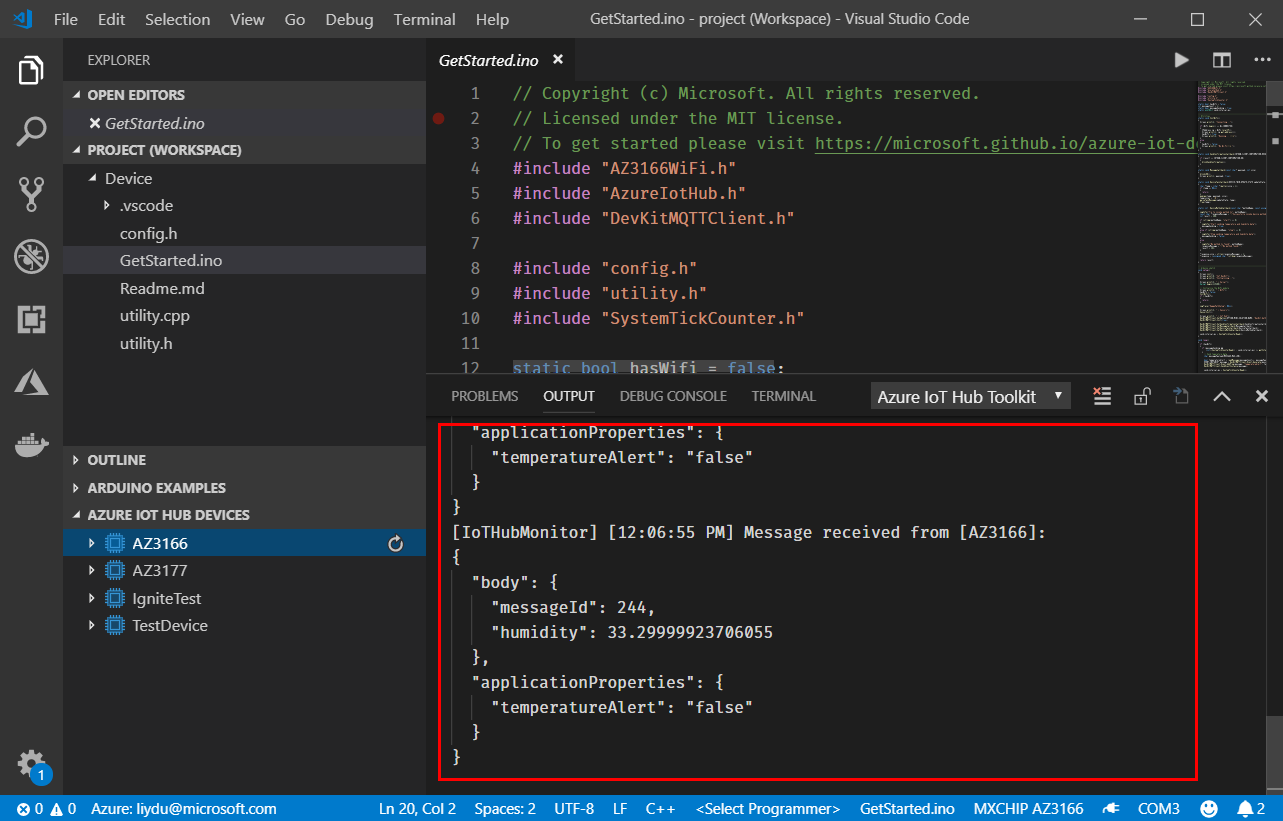 File Edit Selection View Go Debug Terminal Help
GetStarted.ino - project (Workspace) - Visual Studio Code
EXPLORER
OPEN EDITORS
GetStarted.ino
PROJECT (WORKSPACE)
Device
.vscode
config.h
GetStarted.ino
Readme.md
utility.cpp
utility.h
OUTLINE
ARDUINO EXAMPLES
AZURE IOT HUB DEVICES
AZ3166
AZ3177
IgniteTest
TestDevice
1
GetStarted.ino
1 // Copyright (c) Microsoft. All rights reserved.
2 // Licensed under the MIT license.
3 // To get started please visit https://microsoft.github.io/azure-iot-d
4 #include "AZ3166WiFi.h"
5 #include "AzureIotHub.h"
6 #include "DevKitMQTTClient.h"
7
8 #include "config.h"
9 #include "utility.h"
10 #include "SystemTickCounter.h"
11
12 static bool hasWifi = false;
PROBLEMS OUTPUT DEBUG CONSOLE TERMINAL Azure IoT Hub Toolkit
"applicationProperties": {
"temperatureAlert": "false"
}
}
[IoTHubMonitor] [12:06:55 PM] Message received from [AZ3166]:
{
"body": {
"messageId": 244,
"humidity": 33.29999923706055
},
"applicationProperties": {
"temperatureAlert": "false"
}
}
0 0 Azure: liydu@microsoft.com Ln 20, Col 2 Spaces: 2 UTF-8 LF C++ <Select Programmer> GetStarted.ino MXCHIP AZ3166 COM3 2